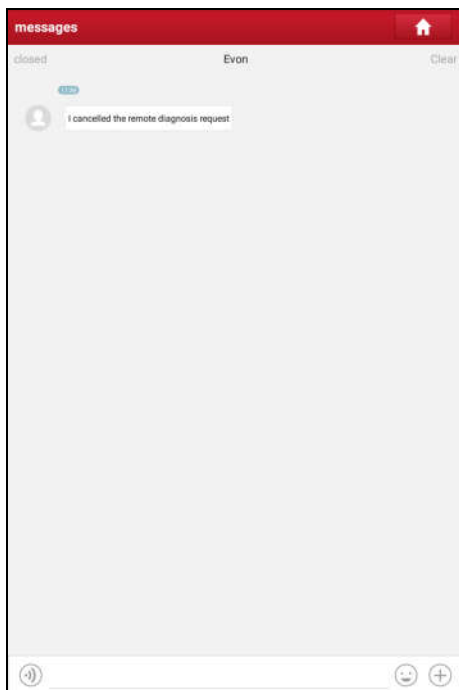 messages
closed Evon Clear
I cancelled the remote diagnosis request